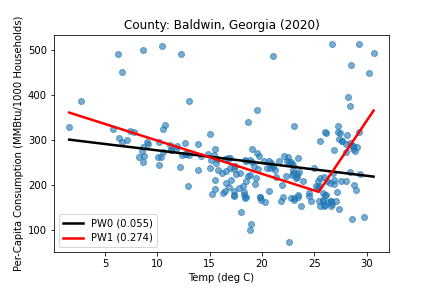 County: Baldwin, Georgia (2020)
Per-Capita Consumption (MMBtu/1000 Households)
500
400
300
200
100
PW0 (0.055)
PW1 (0.274)
5 10 15 20 25 30
Temp (deg C)